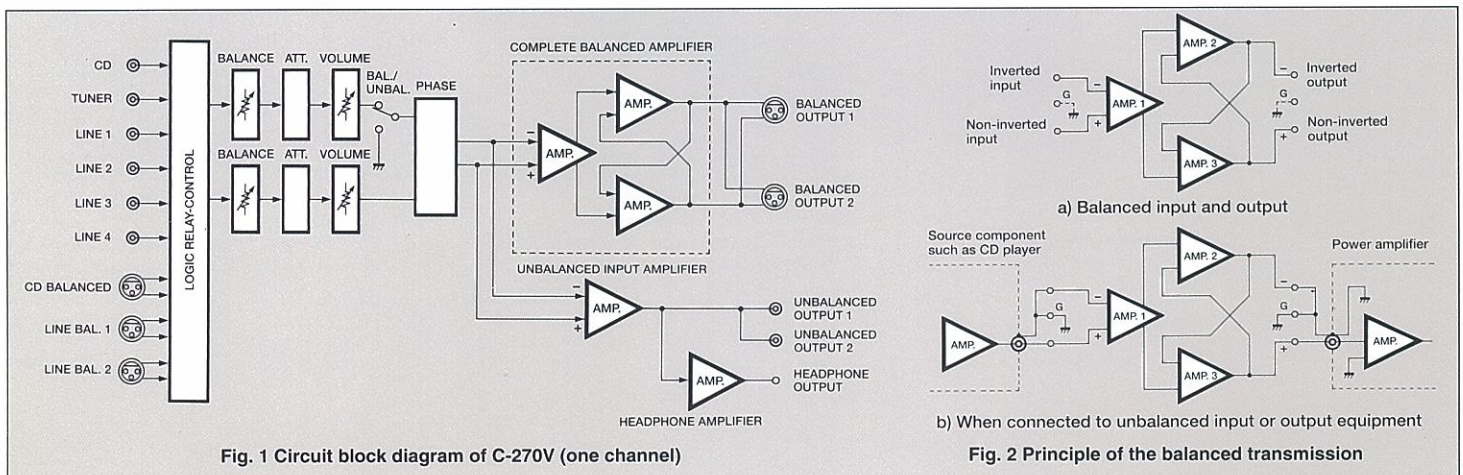 CD
TUNER
LINE 1
LINE 2
LINE 3
LINE 4
CD BALANCED
LINE BAL. 1
LINE BAL. 2
LOGIC RELAY-CONTROL
BALANCE
ATT.
VOLUME
BAL./
UNBAL.
PHASE
BALANCE
ATT.
VOLUME
COMPLETE BALANCED AMPLIFIER
−
+
AMP.
AMP.
AMP.
BALANCED
OUTPUT 1
BALANCED
OUTPUT 2
UNBALANCED INPUT AMPLIFIER
−
+
AMP.
UNBALANCED
OUTPUT 1
UNBALANCED
OUTPUT 2
AMP.
HEADPHONE
OUTPUT
HEADPHONE AMPLIFIER
Fig. 1 Circuit block diagram of C-270V (one channel)
Inverted
input
−
G
Non-inverted
input
+
AMP. 1
AMP. 2
AMP. 3
−
Inverted
output
G
+
Non-inverted
output
a) Balanced input and output
Source component
such as CD player
AMP.
−
G
+
AMP. 1
AMP. 2
AMP. 3
−
G
+
Power amplifier
AMP.
b) When connected to unbalanced input or output equipment
Fig. 2 Principle of the balanced transmission